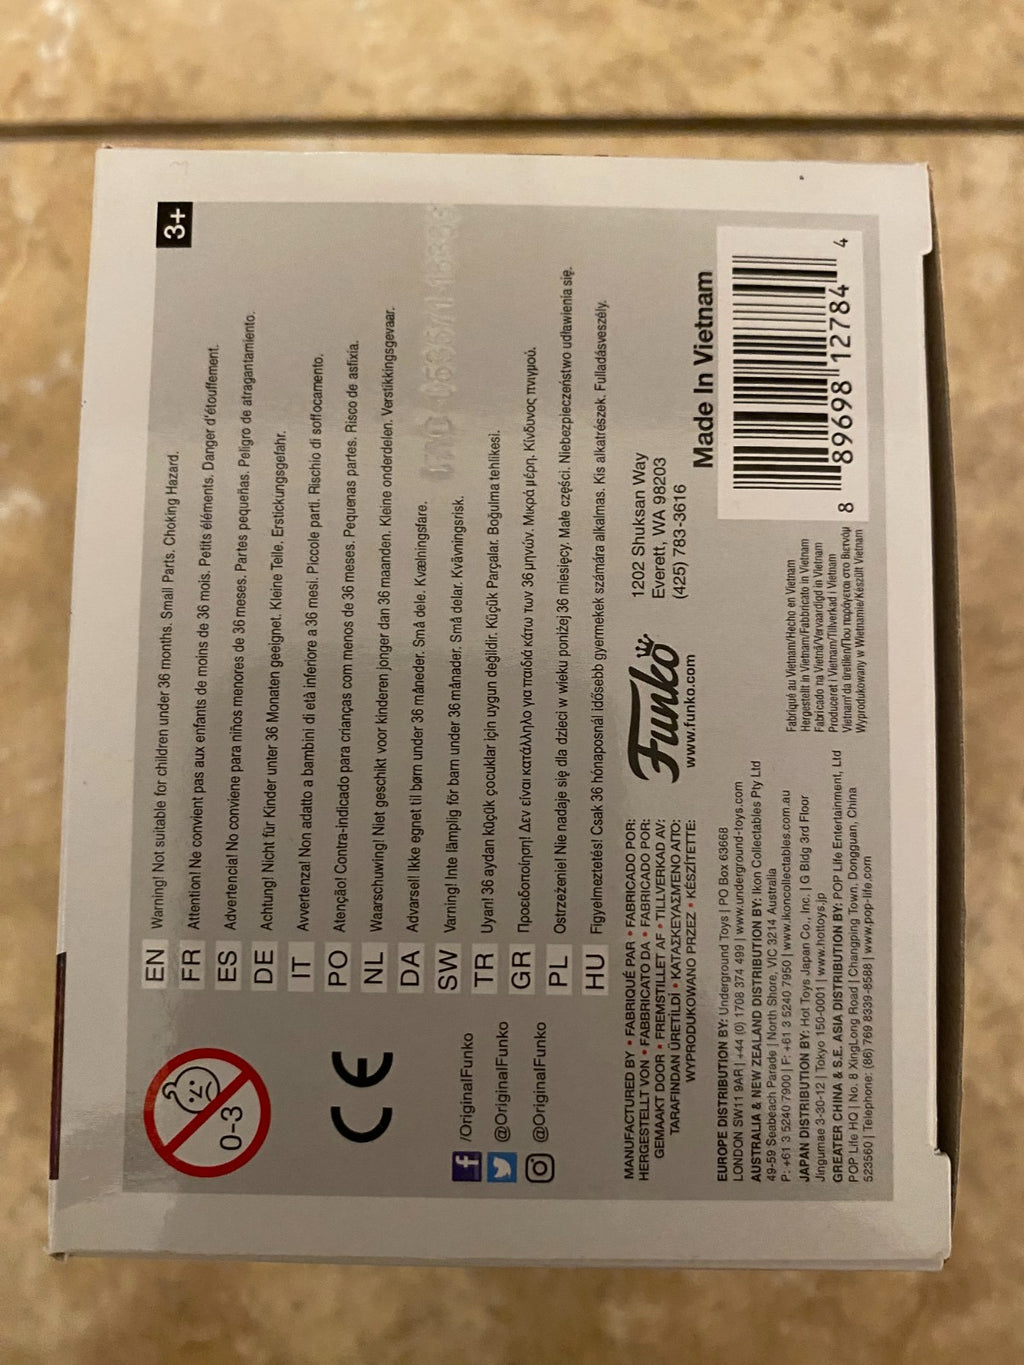 3+
0-3
EN Warning! Not suitable for children under 36 months. Small Parts. Choking Hazard.
FR Attention! Ne convient pas aux enfants de moins de 36 mois. Petits éléments. Danger d'étouffement.
ES Advertencia! No conviene para niños menores de 36 meses. Partes pequeñas. Peligro de atragantamiento.
DE Achtung! Nicht für Kinder unter 36 Monaten geeignet. Kleine Teile. Erstickungsgefahr.
IT Avvertenza! Non adatto a bambini di età inferiore a 36 mesi. Piccole parti. Rischio di soffocamento.
PO Atenção! Contra-indicado para crianças com menos de 36 meses. Pequenas partes. Risco de asfixia.
NL Waarschuwing! Niet geschikt voor kinderen jonger dan 36 maanden. Kleine onderdelen. Verstikkingsgevaar.
DA Advarsel! Ikke egnet til børn under 36 måneder. Små dele. Kvælningsfare.
SW Varning! Inte lämplig för barn under 36 månader. Små delar. Kvävningsrisk.
TR Uyarı! 36 aydan küçük çocuklar için uygun değildir. Küçük Parçalar. Boğulma tehlikesi.
GR Προειδοποίηση! Δεν είναι κατάλληλο για παιδιά κάτω των 36 μηνών. Μικρά μέρη. Κίνδυνος πνιγμού.
PL Ostrzeżenie! Nie nadaje się dla dzieci w wieku poniżej 36 miesięcy. Małe części. Niebezpieczeństwo udławienia się.
HU Figyelmeztetés! Csak 36 hónaposnál idősebb gyermekek számára alkalmas. Kis alkatrészek. Fulladásveszély.
CE
/OriginalFunko
@OriginalFunko
@OriginalFunko
MANUFACTURED BY • FABRIQUÉ PAR • FABRICADO POR:
HERGESTELLT VON • FABBRICATO DA • FABRICADO POR:
GEMAAKT DOOR • FREMSTILLET AF • TILLVERKAD AV:
TARAFINDAN ÜRETİLDİ • ΚΑΤΑΣΚΕΥΑΣΜΕΝΟ ΑΠΟ:
WYPRODUKOWANO PRZEZ • KÉSZÍTETTE:
Funko
www.funko.com
1202 Shuksan Way
Everett, WA 98203
(425) 783-3616
EUROPE DISTRIBUTION BY: Underground Toys | PO Box 63668
LONDON SW11 9AR | +44 (0) 1708 374 499 | www.underground-toys.com
AUSTRALIA & NEW ZEALAND DISTRIBUTION BY: Ikon Collectables Pty Ltd
49-59 Seabeach Parade | North Shore, VIC 3214 Australia
P: +61 3 5240 7900 | F: +61 3 5240 7950 | www.ikoncollectables.com.au
JAPAN DISTRIBUTION BY: Hot Toys Japan Co., Inc. | G Bldg 3rd Floor
Jingumae 3-30-12 | Tokyo 150-0001 | www.hottoys.jp
GREATER CHINA & S.E. ASIA DISTRIBUTION BY: POP Life Entertainment, Ltd
POP Life HQ | No. 8 XingLong Road | Changping Town, Dongguan, China
523560 | Telephone: (86) 769 8339-8588 | www.pop-life.com
Fabriqué au Vietnam/Hecho en Vietnam
Hergestellt in Vietnam/Fabbricato in Vietnam
Fabricado na Vietnã/Vervaardigd in Vietnam
Produceret i Vietnam/Tillverkad i Vietnam
Vietnam'da üretilen/Που παράγεται στο Βιετνάμ
Wyprodukowany w Wietnamie/Készült Vietnam
Made In Vietnam
8 89698 12784 4